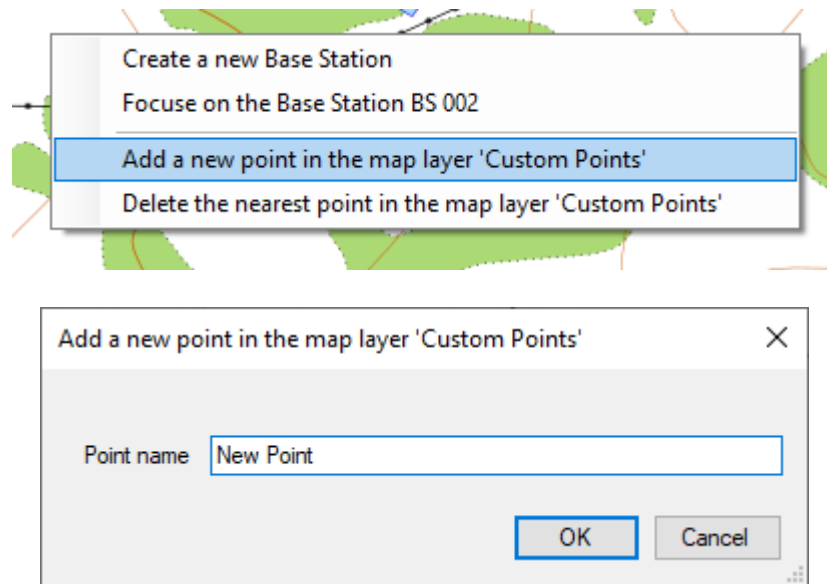 Create a new Base Station
Focuse on the Base Station BS 002
Add a new point in the map layer 'Custom Points'
Delete the nearest point in the map layer 'Custom Points'
Add a new point in the map layer 'Custom Points'
Point name New Point
OK Cancel